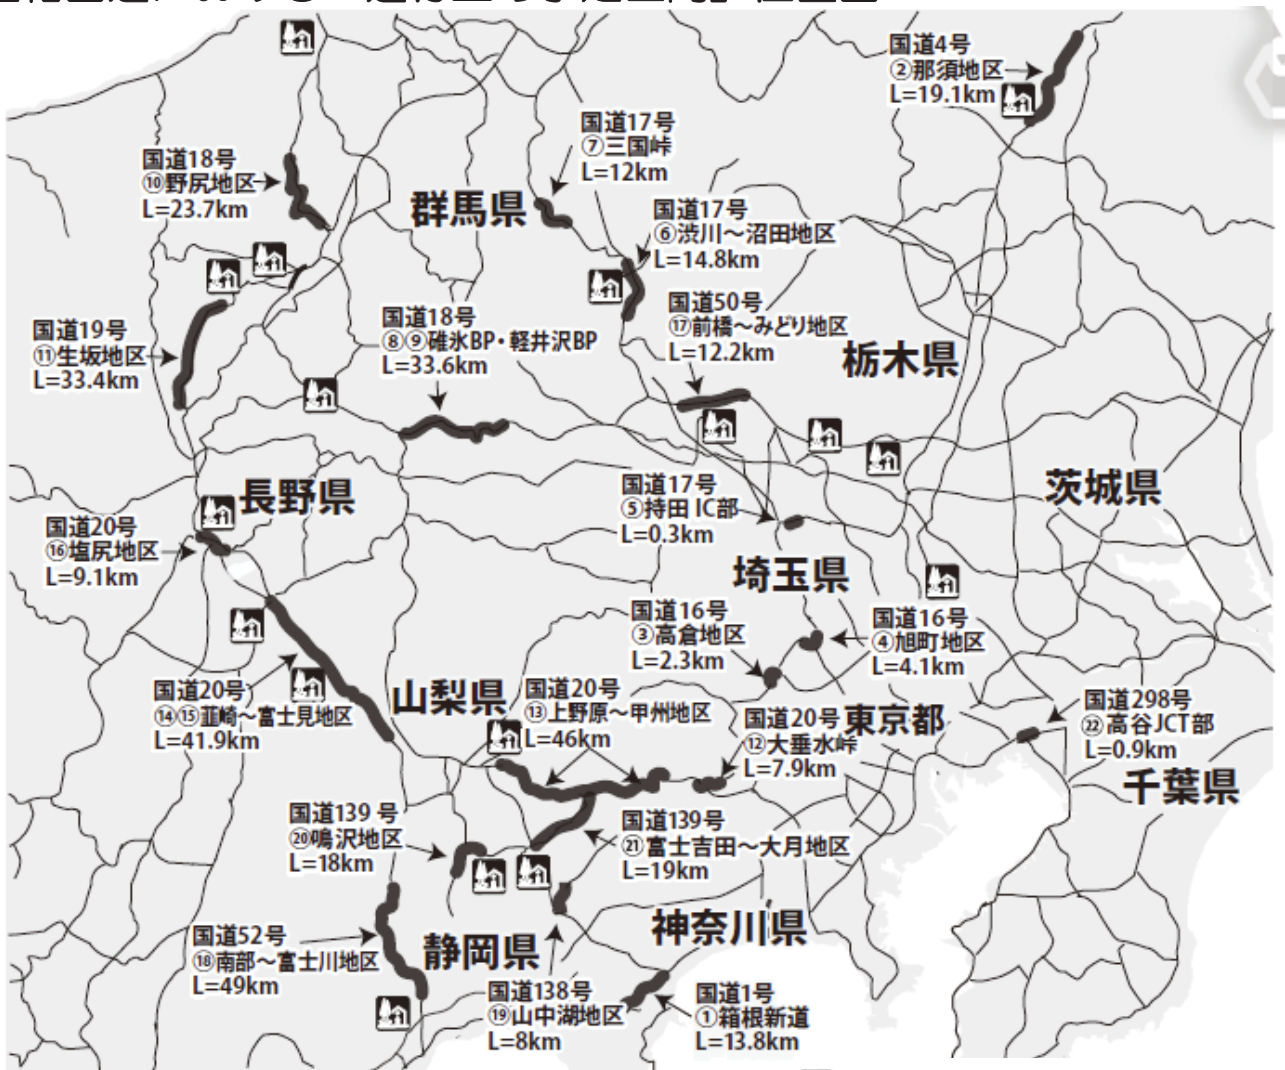 国道4号
②那須地区
L=19.1km
国道17号
⑦三国峠
L=12km
国道18号
⑩野尻地区
L=23.7km
群馬県
国道17号
⑥渋川～沼田地区
L=14.8km
国道50号
⑰前橋～みどり地区
L=12.2km
国道18号
⑧⑨碓氷BP・軽井沢BP
L=33.6km
国道19号
⑪生坂地区
L=33.4km
栃木県
長野県
茨城県
国道17号
⑤持田 IC部
L=0.3km
国道20号
⑯塩尻地区
L=9.1km
埼玉県
国道16号
③高倉地区
L=2.3km
国道16号
④旭町地区
L=4.1km
国道20号
⑭⑮韮崎～富士見地区
L=41.9km
山梨県
国道20号
⑬上野原～甲州地区
L=46km
国道20号
⑫大垂水峠
L=7.9km
東京都
国道298号
㉒高谷JCT部
L=0.9km
千葉県
国道139 号
⑳鳴沢地区
L=18km
国道139号
㉑富士吉田～大月地区
L=19km
国道52号
⑱南部～富士川地区
L=49km
静岡県
神奈川県
国道138号
⑲山中湖地区
L=8km
国道1号
①箱根新道
L=13.8km